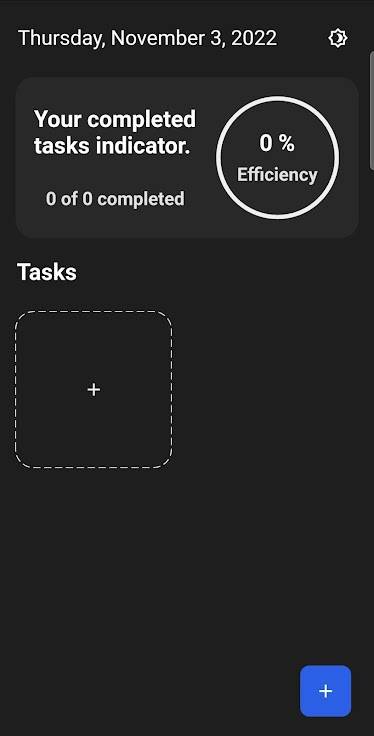 Thursday, November 3, 2022
Your completed
tasks indicator.
0 %
Efficiency
0 of 0 completed
Tasks
+
+